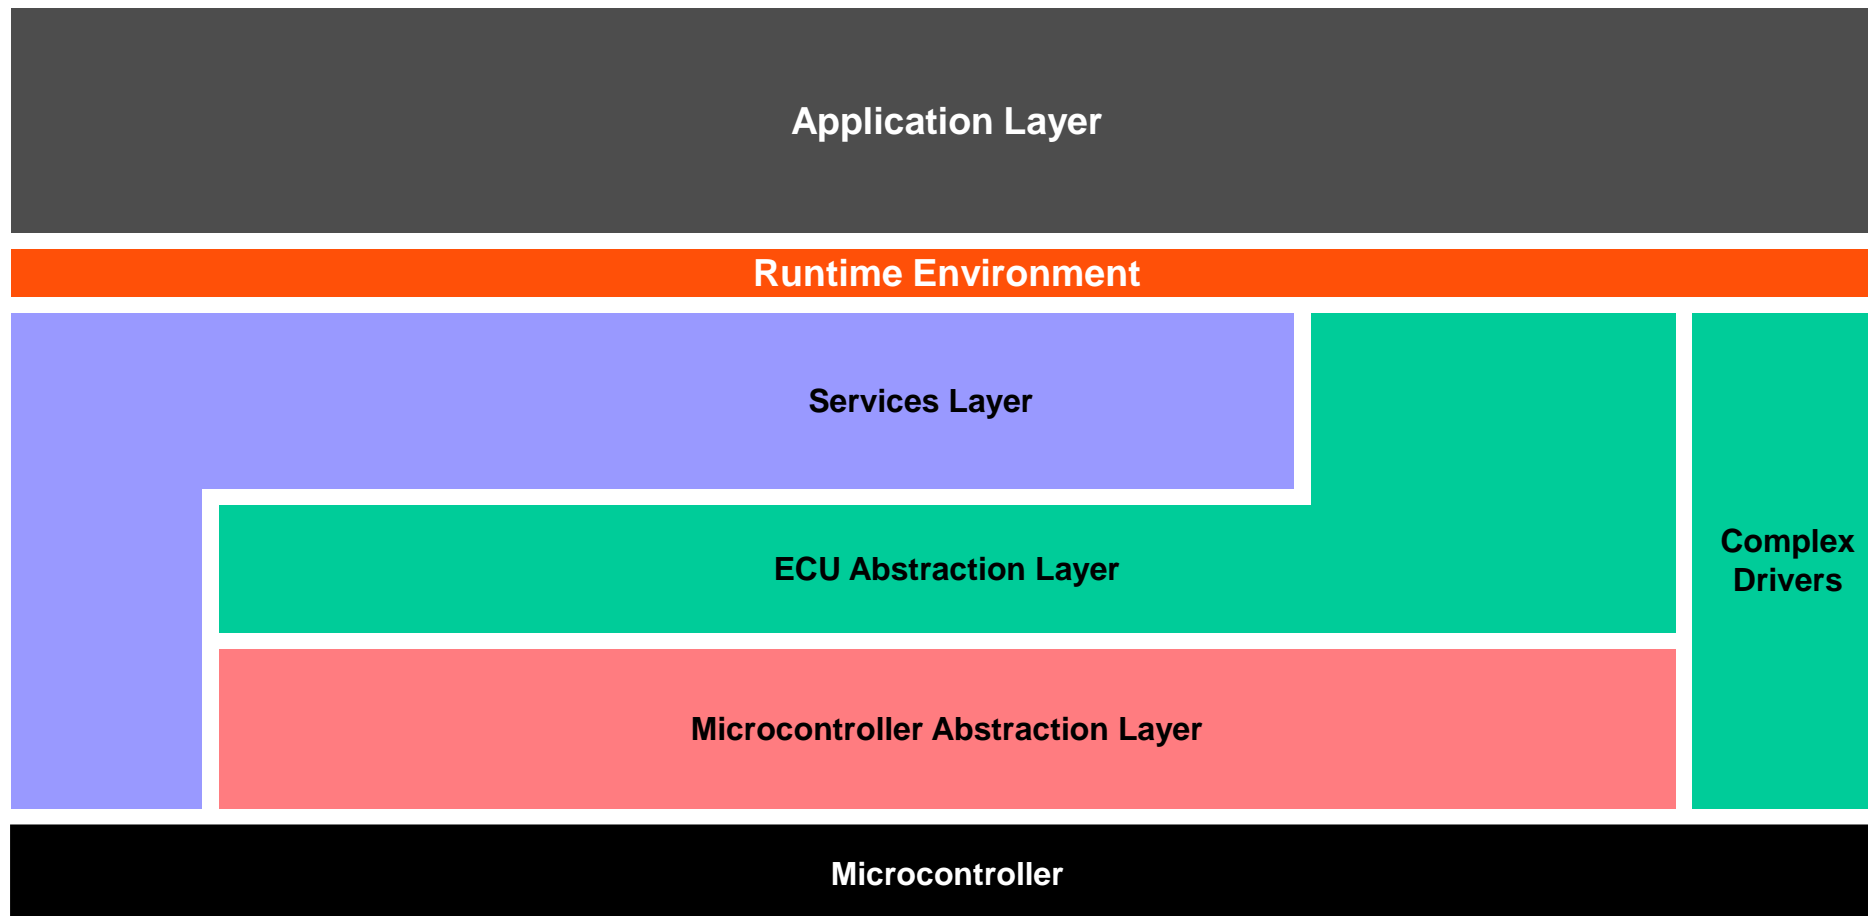 Application Layer
Runtime Environment
Services Layer
ECU Abstraction Layer
Complex
Drivers
Microcontroller Abstraction Layer
Microcontroller